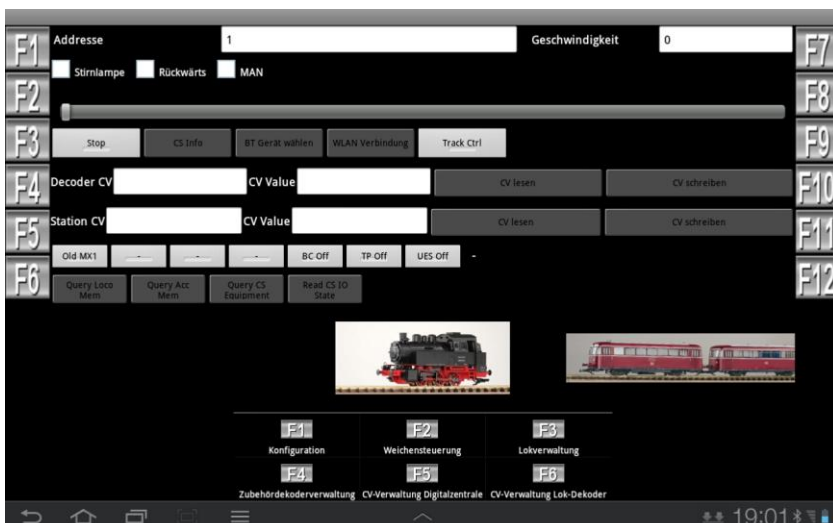 Addresse 1 Geschwindigkeit 0
F1 F7
Stirnlampe Rückwärts MAN
F2 F8
F3 Stop CS Info BT Gerät wählen WLAN Verbindung Track Ctrl F9
F4 Decoder CV CV Value CV lesen CV schreiben F10
F5 Station CV CV Value CV lesen CV schreiben F11
Old MX1 - - - BC Off TP Off UES Off -
F6 Query Loco Mem Query Acc Mem Query CS Equipment Read CS IO State F12
F1 F2 F3
Konfiguration Weichensteuerung Lokverwaltung
F4 F5 F6
Zubehördekoderverwaltung CV-Verwaltung Digitalzentrale CV-Verwaltung Lok-Dekoder
19:01